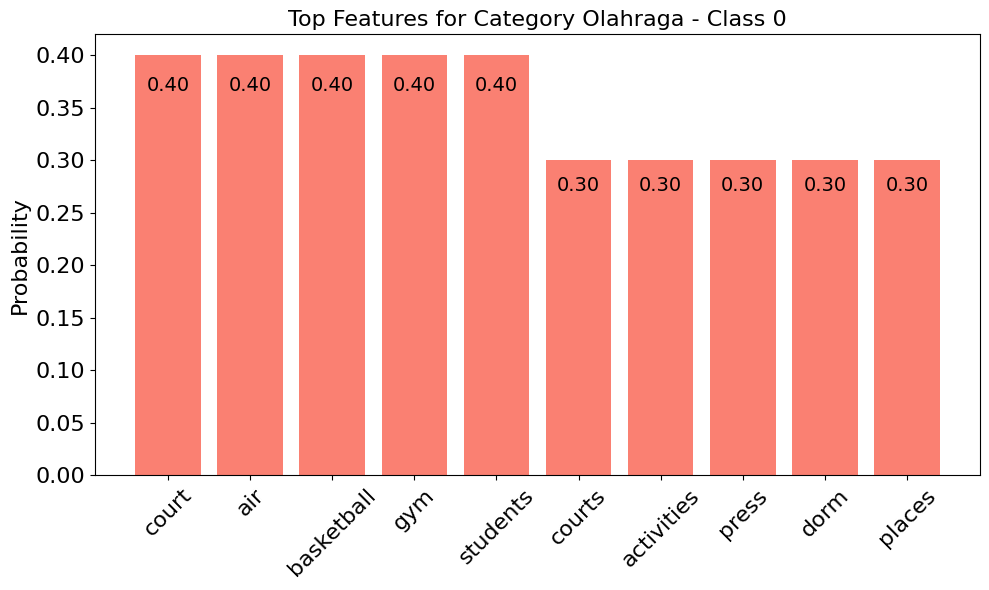 Top Features for Category Olahraga - Class 0
Probability
0.40
0.35
0.30
0.25
0.20
0.15
0.10
0.05
0.00
0.40 0.40 0.40 0.40 0.40
0.30 0.30 0.30 0.30 0.30
court air basketball gym students courts activities press dorm places